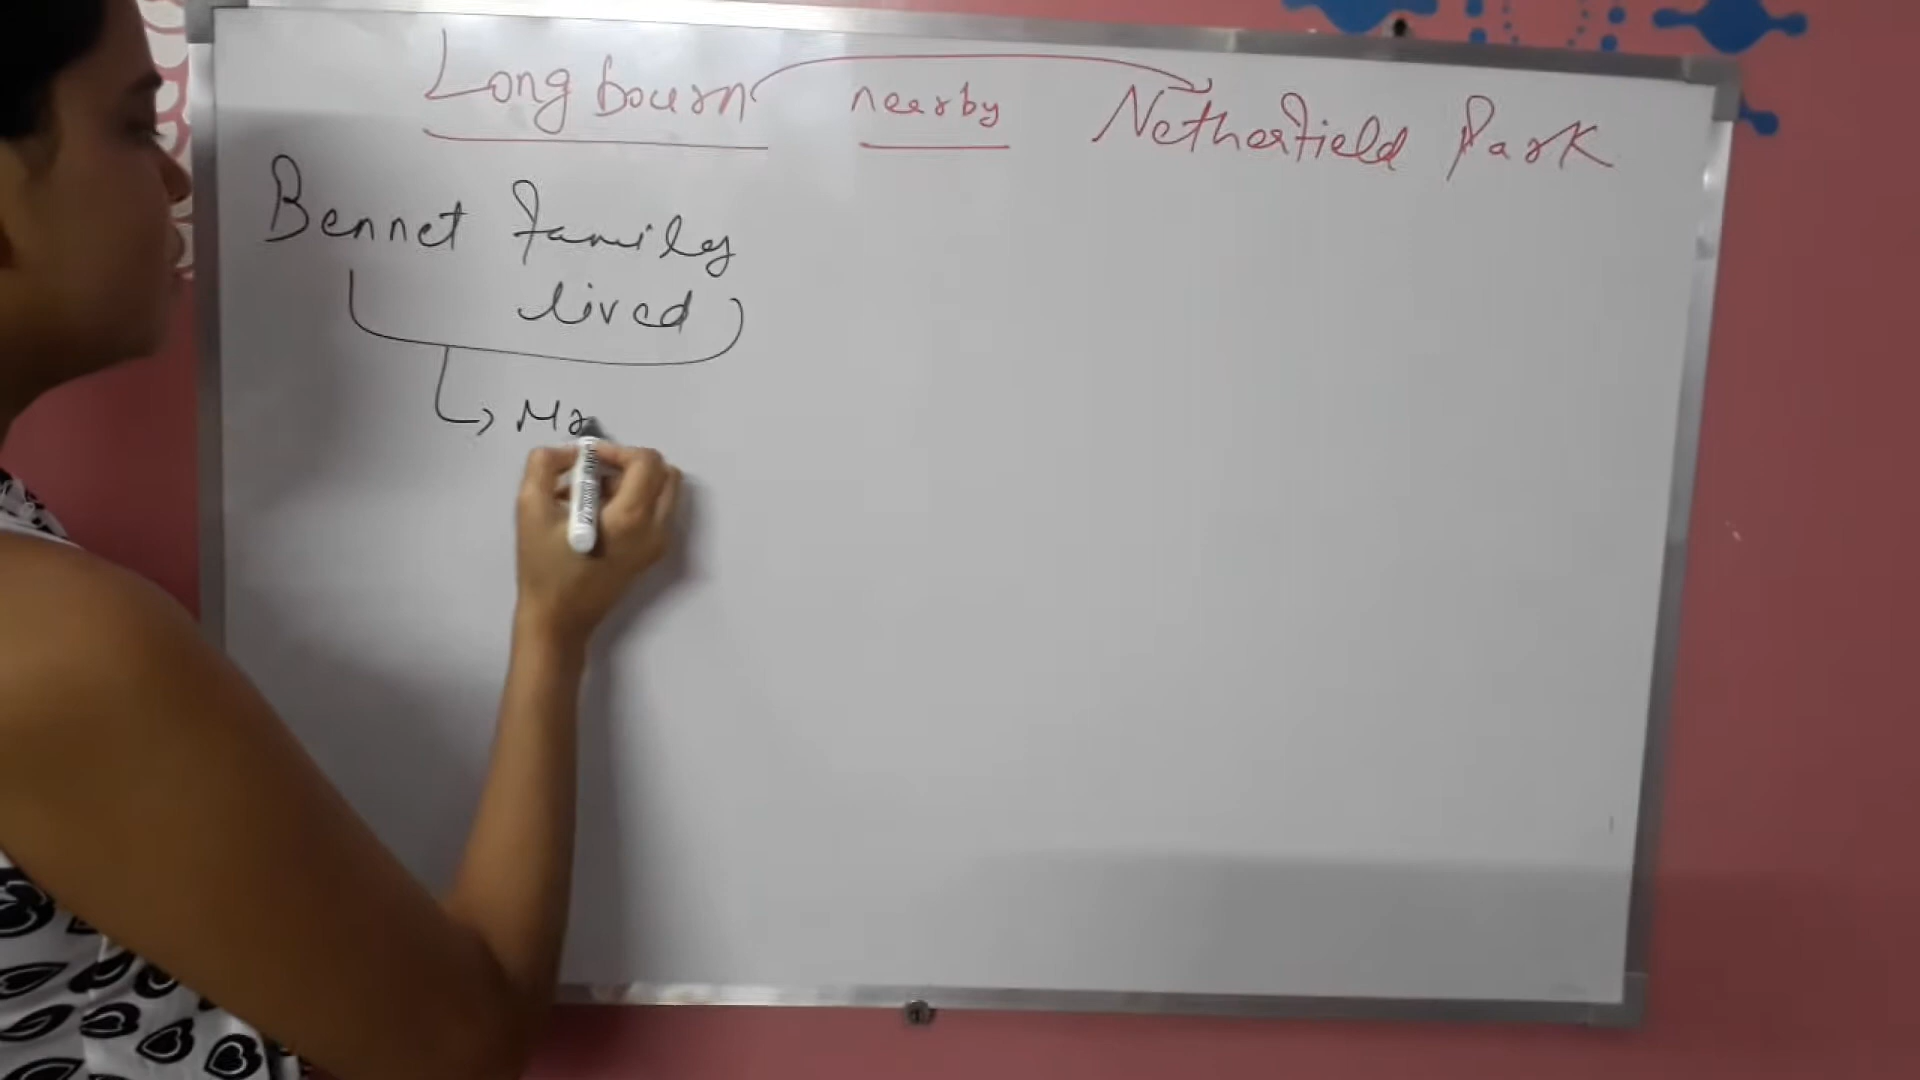 Longbourn nearby Netherfield Park
Bennet family
lived
Mr